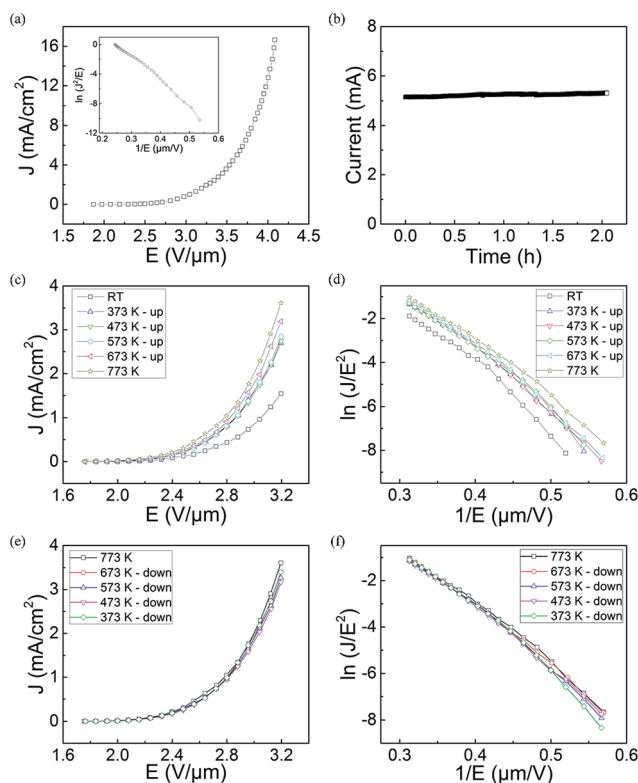 (a)
J (mA/cm²)
16
12
8
4
0
1.5
2.0
2.5
3.0
3.5
4.0
4.5
E (V/μm)
ln (J²/E)
0
-4
-8
-12
0.2
0.3
0.4
0.5
0.6
1/E (μm/V)
(b)
Current (mA)
8
6
4
2
0
0.0
0.5
1.0
1.5
2.0
Time (h)
(c)
J (mA/cm²)
4
3
2
1
0
RT
373 K - up
473 K - up
573 K - up
673 K - up
773 K
1.6
2.0
2.4
2.8
3.2
E (V/μm)
(d)
ln (J/E²)
-2
-4
-6
-8
RT
373 K - up
473 K - up
573 K - up
673 K - up
773 K
0.3
0.4
0.5
0.6
1/E (μm/V)
(e)
J (mA/cm²)
4
3
2
1
0
773 K
673 K - down
573 K - down
473 K - down
373 K - down
1.6
2.0
2.4
2.8
3.2
E (V/μm)
(f)
ln (J/E²)
-2
-4
-6
-8
773 K
673 K - down
573 K - down
473 K - down
373 K - down
0.3
0.4
0.5
0.6
1/E (μm/V)